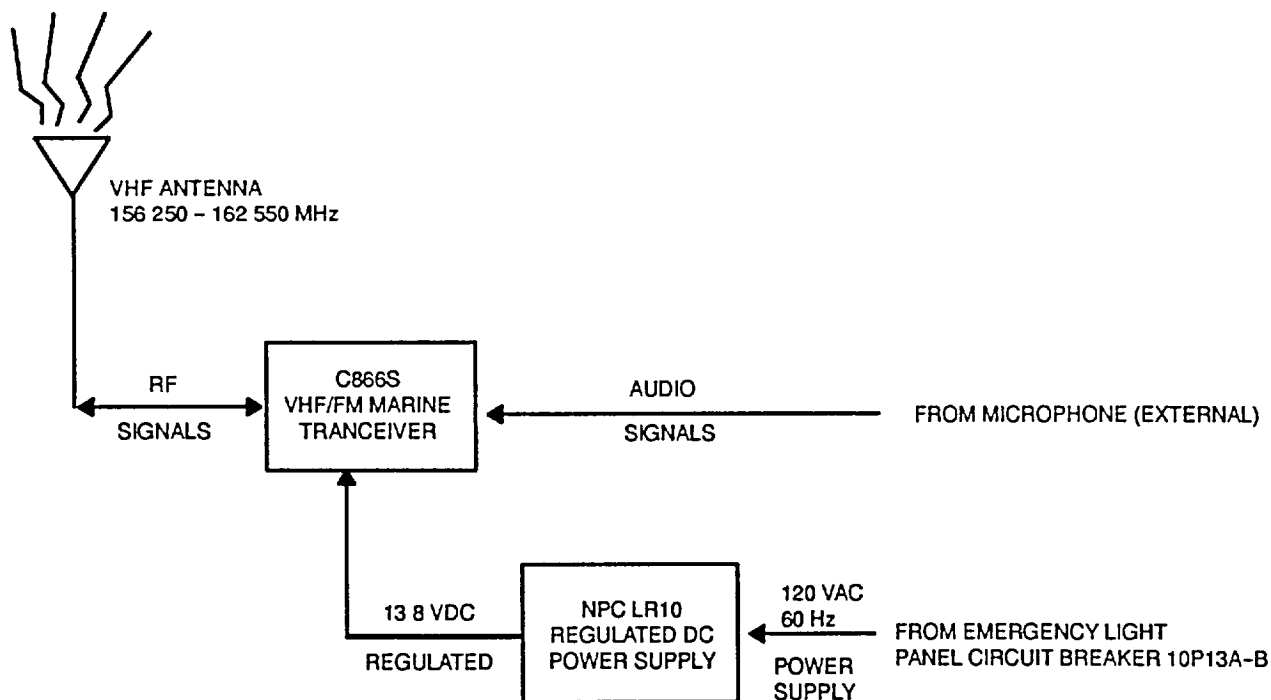 VHF ANTENNA
156 250 – 162 550 MHz
RF
SIGNALS
C866S
VHF/FM MARINE
TRANCEIVER
AUDIO
SIGNALS
FROM MICROPHONE (EXTERNAL)
13 8 VDC
REGULATED
NPC LR10
REGULATED DC
POWER SUPPLY
120 VAC
60 Hz
POWER
SUPPLY
FROM EMERGENCY LIGHT
PANEL CIRCUIT BREAKER 10P13A-B